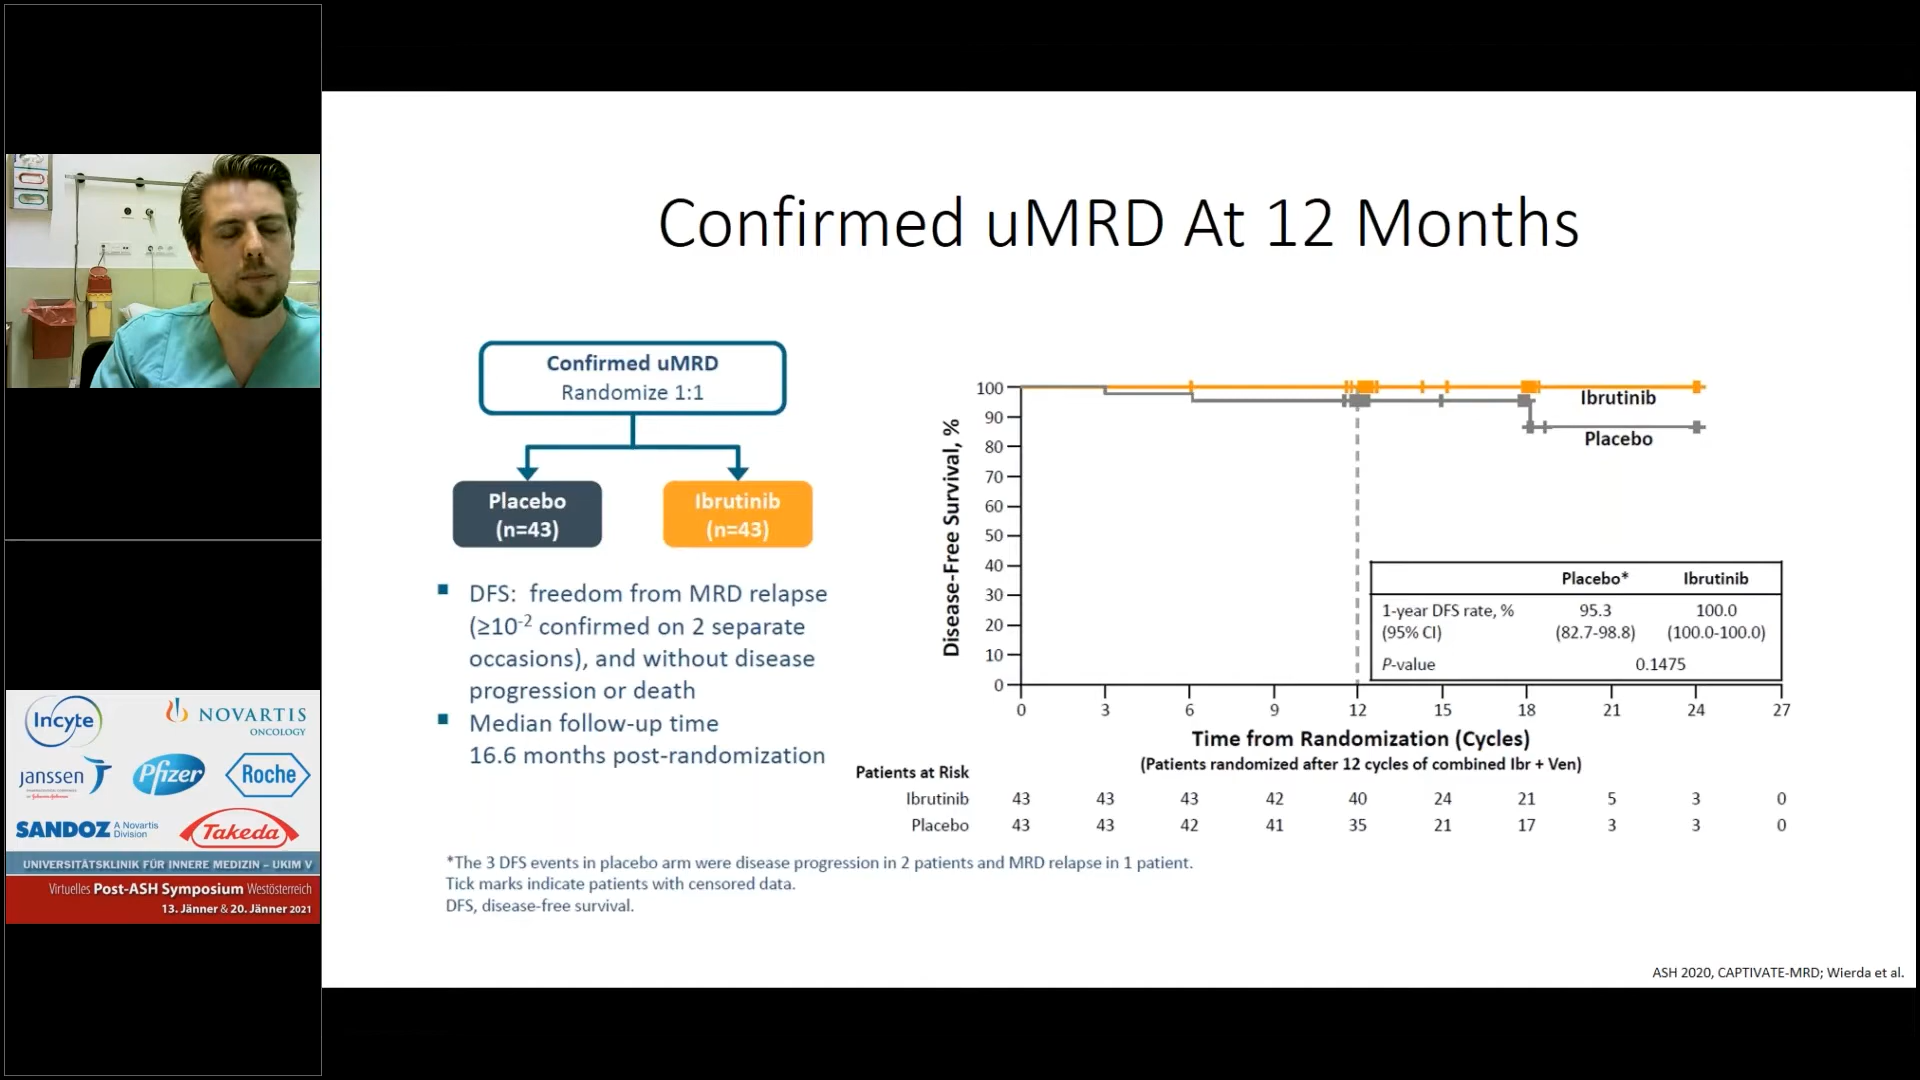 Confirmed uMRD At 12 Months
Confirmed uMRD
Randomize 1:1
Placebo
(n=43)
Ibrutinib
(n=43)
DFS: freedom from MRD relapse
(≥10-2 confirmed on 2 separate
occasions), and without disease
progression or death
Median follow-up time
16.6 months post-randomization
Disease-Free Survival, %
100
90
80
70
60
50
40
30
20
10
0
Ibrutinib
Placebo
Placebo* Ibrutinib
1-year DFS rate, % 95.3 100.0
(95% CI) (82.7-98.8) (100.0-100.0)
P-value 0.1475
0 3 6 9 12 15 18 21 24 27
Time from Randomization (Cycles)
(Patients randomized after 12 cycles of combined Ibr + Ven)
Patients at Risk
Ibrutinib 43 43 43 42 40 24 21 5 3 0
Placebo 43 43 42 41 35 21 17 3 3 0
*The 3 DFS events in placebo arm were disease progression in 2 patients and MRD relapse in 1 patient.
Tick marks indicate patients with censored data.
DFS, disease-free survival.
ASH 2020, CAPTIVATE-MRD; Wierda et al.
Incyte
NOVARTIS
ONCOLOGY
janssen
Pfizer
Roche
SANDOZ A Novartis
Division
Takeda
UNIVERSITÄTSKLINIK FÜR INNERE MEDIZIN – UKIM V
Virtuelles Post-ASH Symposium Westösterreich
13. Jänner & 20. Jänner 2021